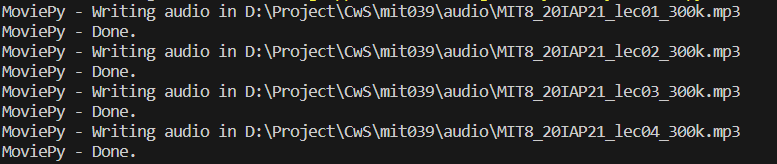 MoviePy - Writing audio in D:\Project\CwS\mit039\audio\MIT8_20IAP21_lec01_300k.mp3
MoviePy - Done.
MoviePy - Writing audio in D:\Project\CwS\mit039\audio\MIT8_20IAP21_lec02_300k.mp3
MoviePy - Done.
MoviePy - Writing audio in D:\Project\CwS\mit039\audio\MIT8_20IAP21_lec03_300k.mp3
MoviePy - Done.
MoviePy - Writing audio in D:\Project\CwS\mit039\audio\MIT8_20IAP21_lec04_300k.mp3
MoviePy - Done.